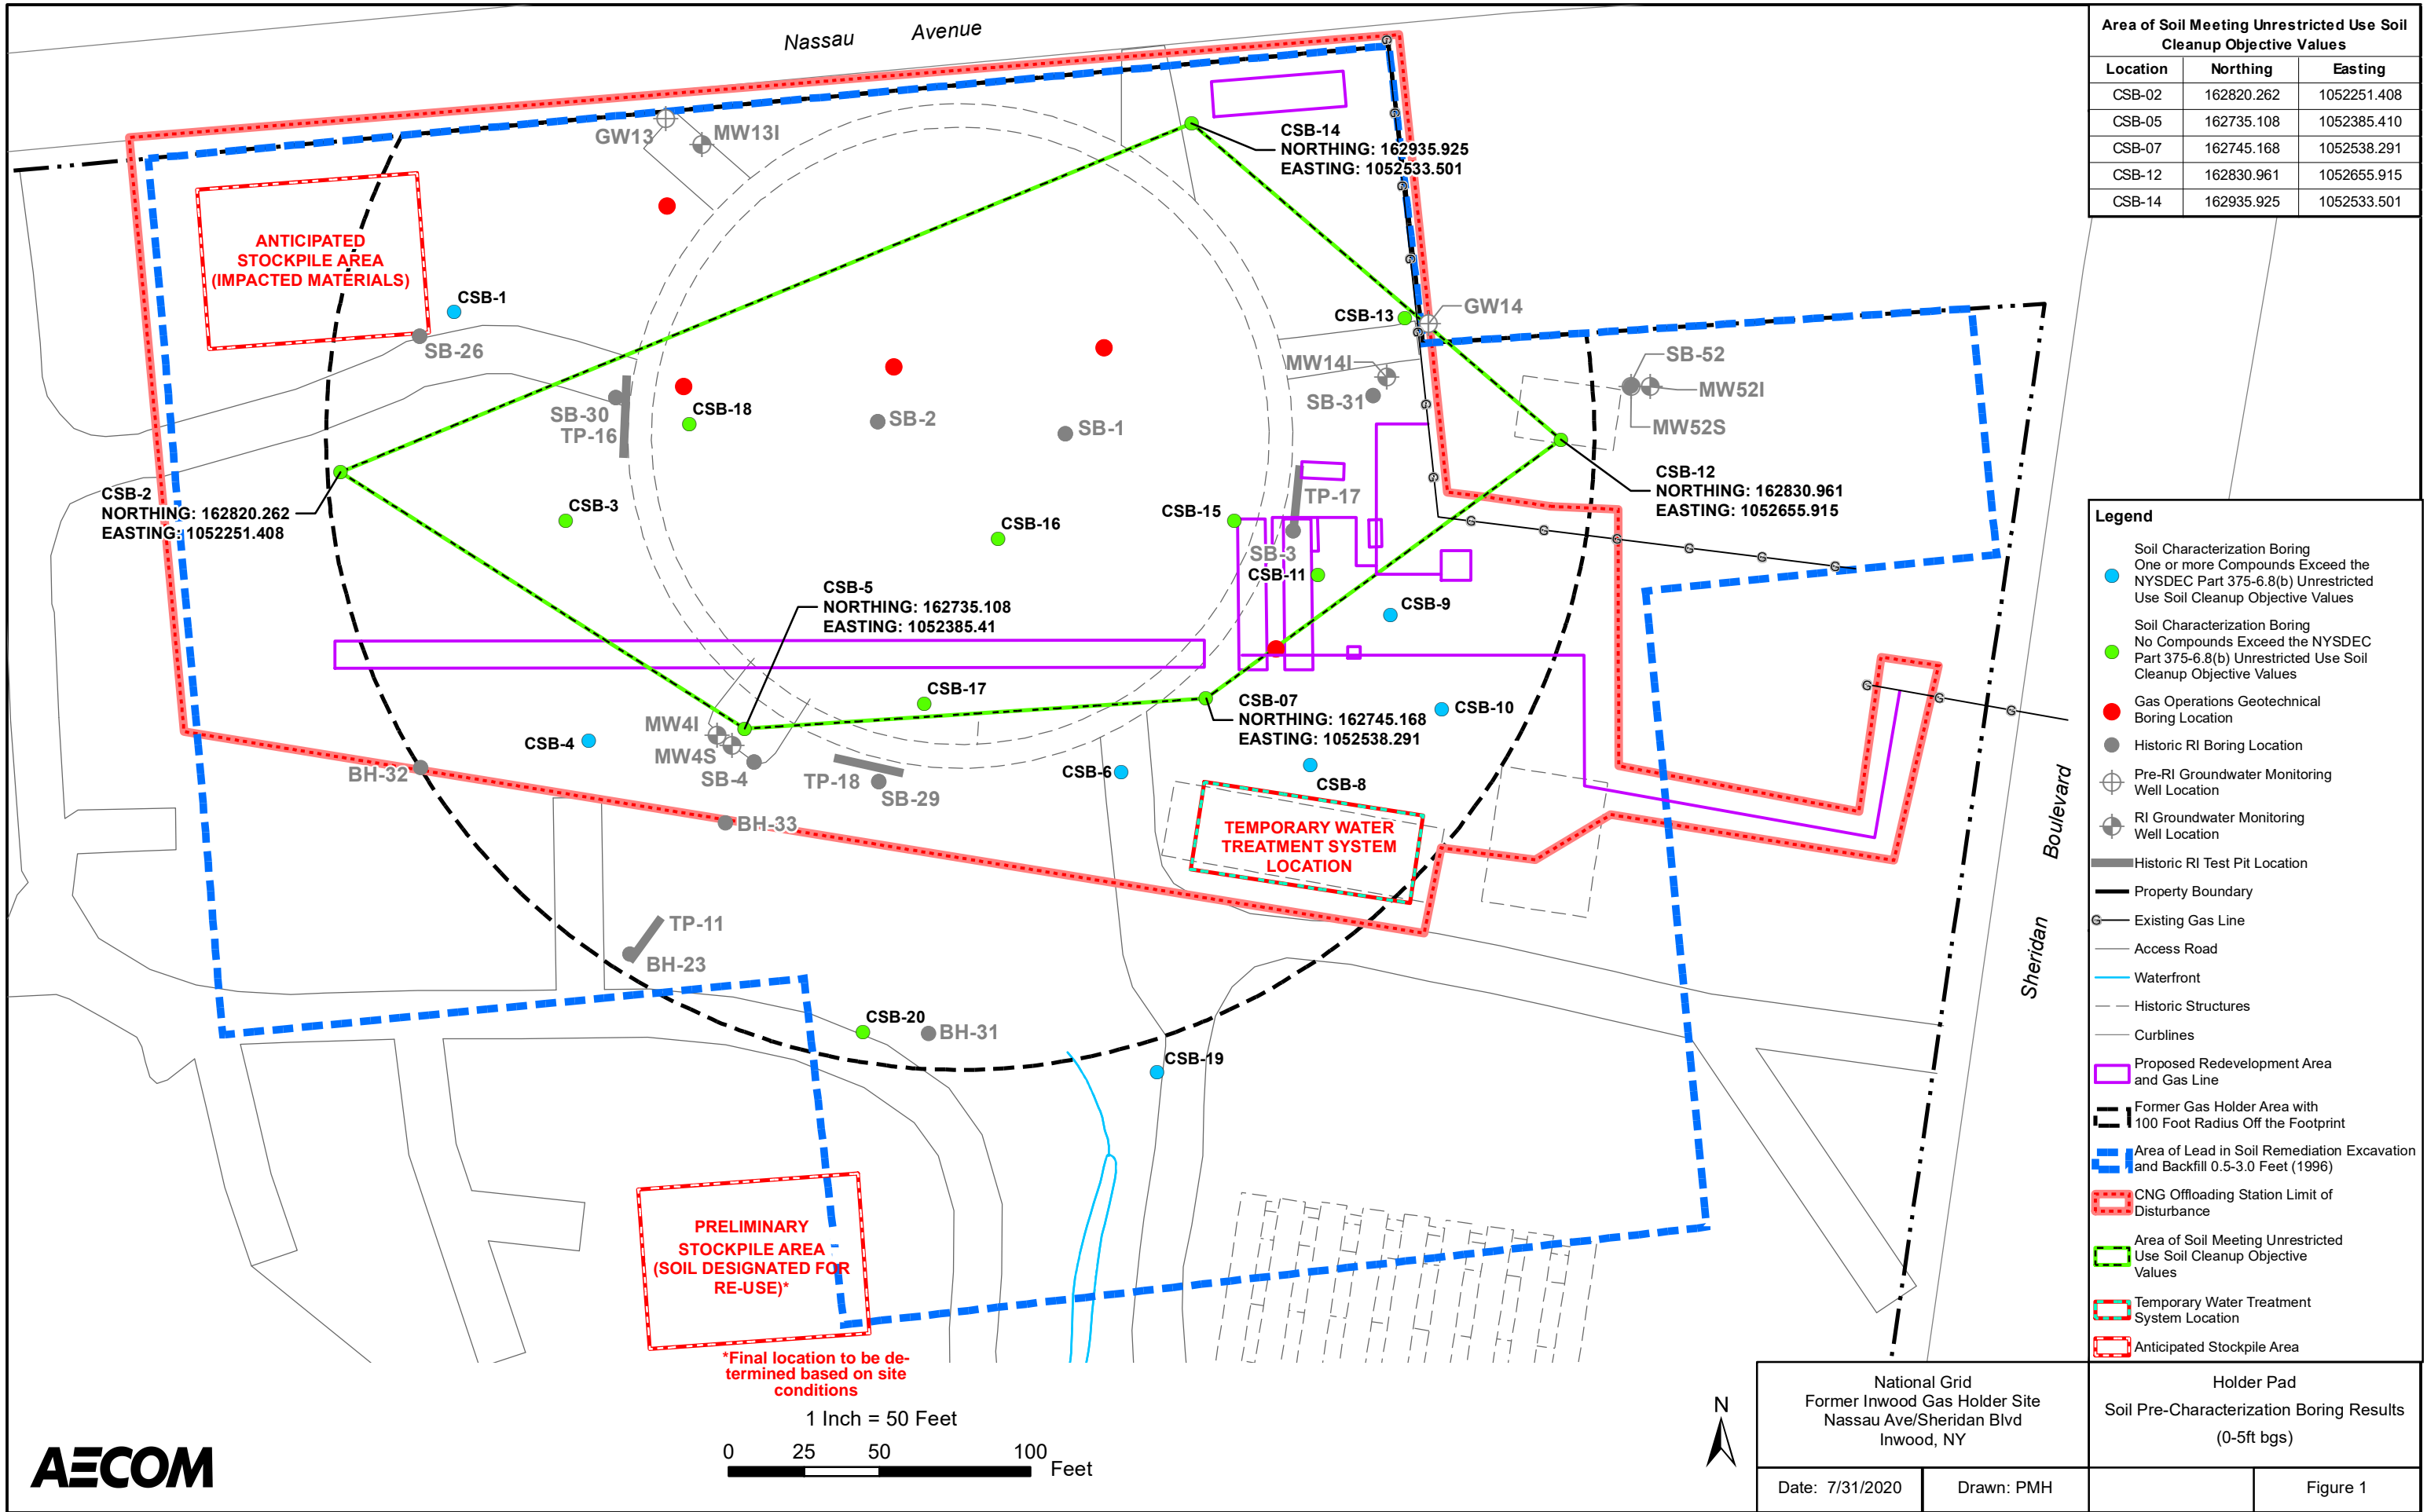 Nassau Avenue
Area of Soil Meeting Unrestricted Use Soil
Cleanup Objective Values
Location Northing Easting
CSB-02 162820.262 1052251.408
CSB-05 162735.108 1052385.410
CSB-07 162745.168 1052538.291
CSB-12 162830.961 1052655.915
CSB-14 162935.925 1052533.501
GW13
MW13I
CSB-14
NORTHING: 162935.925
EASTING: 1052533.501
ANTICIPATED
STOCKPILE AREA
(IMPACTED MATERIALS)
CSB-1
SB-26
CSB-13
GW14
MW14I
SB-31
SB-52
MW52I
MW52S
SB-30
TP-16
CSB-18
SB-2
SB-1
CSB-2
NORTHING: 162820.262
EASTING: 1052251.408
CSB-3
CSB-16
CSB-15
TP-17
SB-3
CSB-11
CSB-12
NORTHING: 162830.961
EASTING: 1052655.915
CSB-5
NORTHING: 162735.108
EASTING: 1052385.41
CSB-9
CSB-17
CSB-07
NORTHING: 162745.168
EASTING: 1052538.291
CSB-10
MW4I
MW4S
SB-4
CSB-4
BH-32
TP-18
SB-29
CSB-6
CSB-8
BH-33
TEMPORARY WATER
TREATMENT SYSTEM
LOCATION
TP-11
BH-23
CSB-20
BH-31
CSB-19
Sheridan Boulevard
PRELIMINARY
STOCKPILE AREA
(SOIL DESIGNATED FOR
RE-USE)*
*Final location to be de-
termined based on site
conditions
G G G G G G G G G G G G G G G G G G
Legend
Soil Characterization Boring
One or more Compounds Exceed the
NYSDEC Part 375-6.8(b) Unrestricted
Use Soil Cleanup Objective Values
Soil Characterization Boring
No Compounds Exceed the NYSDEC
Part 375-6.8(b) Unrestricted Use Soil
Cleanup Objective Values
Gas Operations Geotechnical
Boring Location
Historic RI Boring Location
Pre-RI Groundwater Monitoring
Well Location
RI Groundwater Monitoring
Well Location
Historic RI Test Pit Location
Property Boundary
G Existing Gas Line
Access Road
Waterfront
Historic Structures
Curblines
Proposed Redevelopment Area
and Gas Line
Former Gas Holder Area with
100 Foot Radius Off the Footprint
Area of Lead in Soil Remediation Excavation
and Backfill 0.5-3.0 Feet (1996)
CNG Offloading Station Limit of
Disturbance
Area of Soil Meeting Unrestricted
Use Soil Cleanup Objective
Values
Temporary Water Treatment
System Location
Anticipated Stockpile Area
AECOM
1 Inch = 50 Feet
0 25 50 100
Feet
N
National Grid
Former Inwood Gas Holder Site
Nassau Ave/Sheridan Blvd
Inwood, NY
Holder Pad
Soil Pre-Characterization Boring Results
(0-5ft bgs)
Date: 7/31/2020
Drawn: PMH
Figure 1